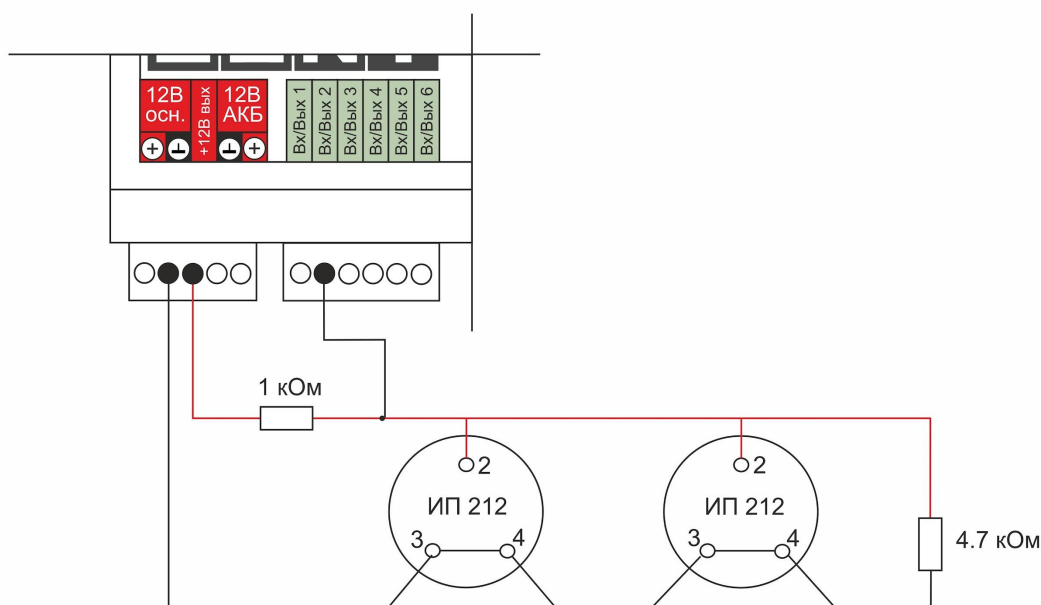 12В
осн.
+12В вых
12В
АКБ
Вх/Вых 1
Вх/Вых 2
Вх/Вых 3
Вх/Вых 4
Вх/Вых 5
Вх/Вых 6
1 кОм
2
ИП 212
3
4
2
ИП 212
3
4
4.7 кОм